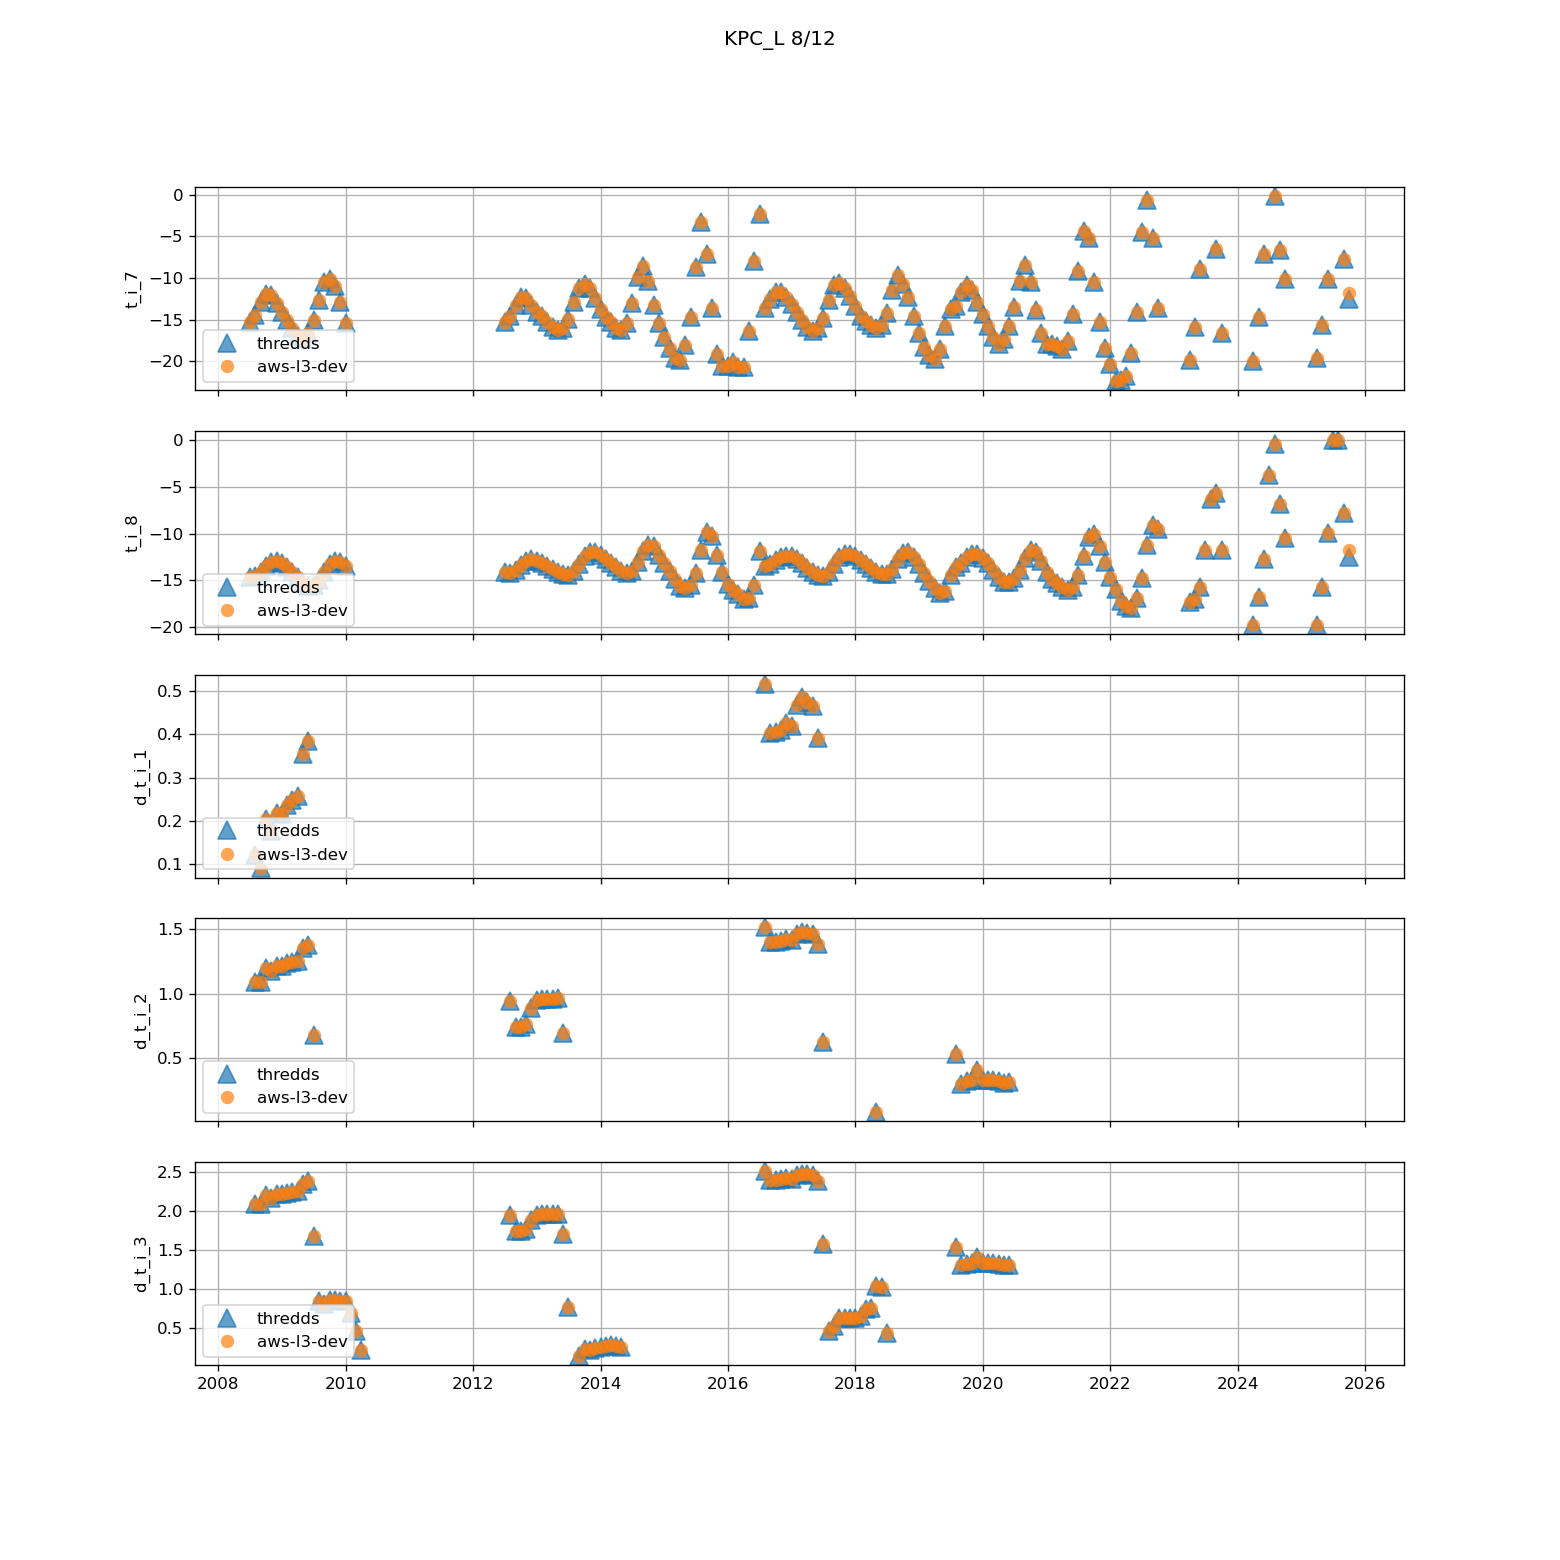 KPC_L 8/12
0
−5
−10
−15
−20
t_i_7
thredds
aws-l3-dev
0
−5
−10
−15
−20
t_i_8
thredds
aws-l3-dev
0.5
0.4
0.3
0.2
0.1
d_t_i_1
thredds
aws-l3-dev
1.5
1.0
0.5
d_t_i_2
thredds
aws-l3-dev
2.5
2.0
1.5
1.0
0.5
d_t_i_3
thredds
aws-l3-dev
2008 2010 2012 2014 2016 2018 2020 2022 2024 2026